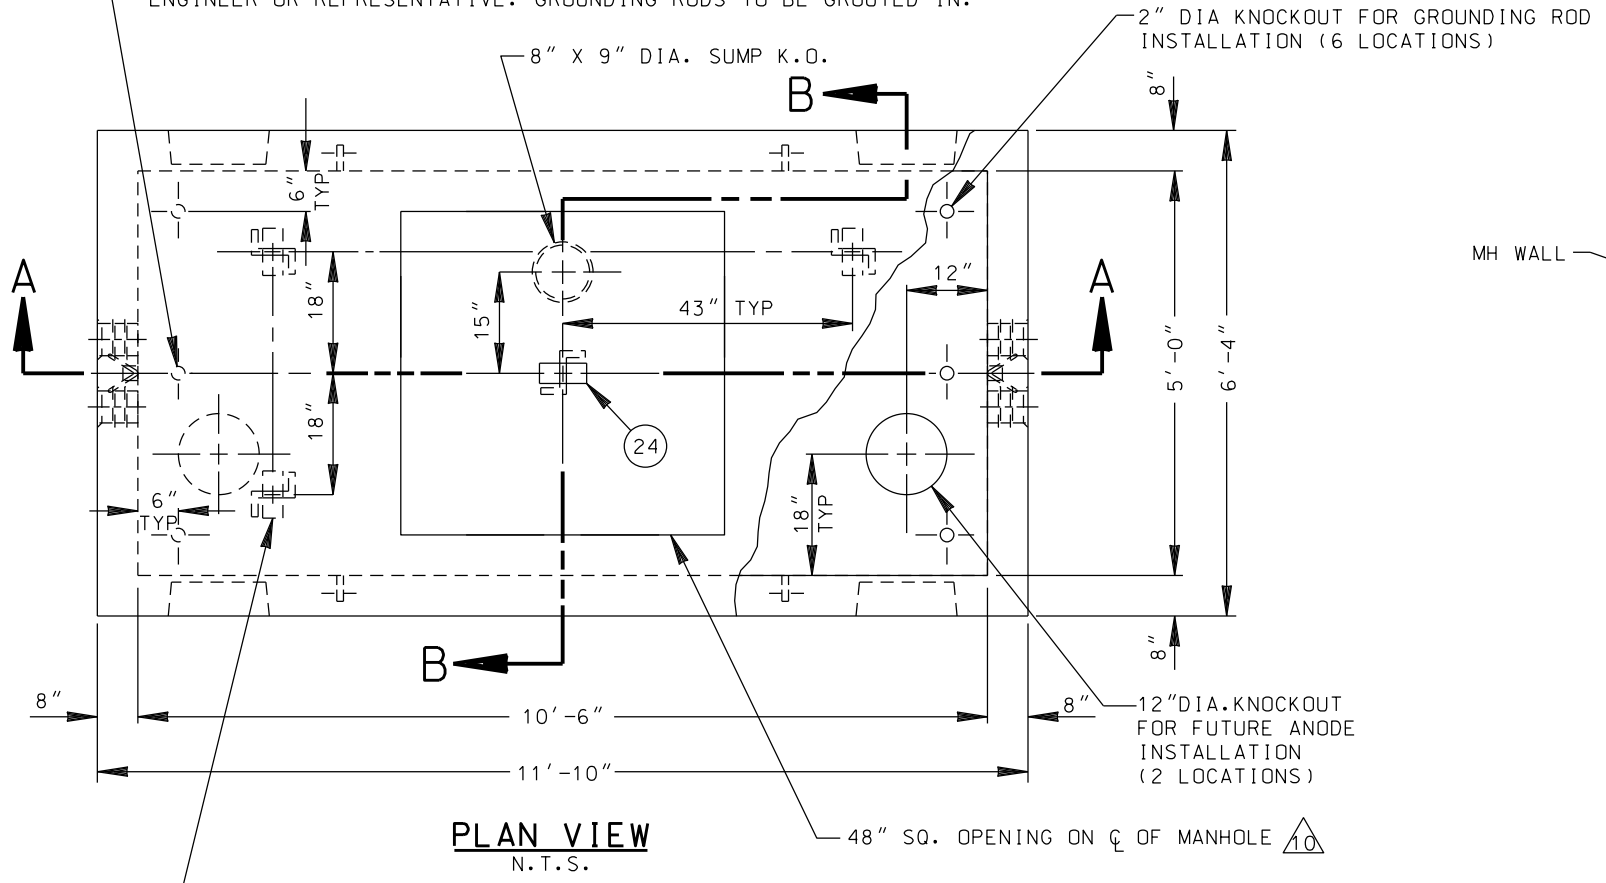 ENGINEER OR REPRESENTATIVE. GROUNDING RODS TO BE GROUTED IN.
2" DIA KNOCKOUT FOR GROUNDING ROD
INSTALLATION (6 LOCATIONS)
8" X 9" DIA. SUMP K.O.
B
8"
6"
TYP
MH WALL
A
A
12"
18"
15"
43" TYP
5'-0"
6'-4"
18"
24
6"
TYP
18"
TYP
B
8"
8"
10'-6"
8"
12"DIA.KNOCKOUT
FOR FUTURE ANODE
INSTALLATION
(2 LOCATIONS)
11'-10"
PLAN VIEW
N.T.S.
48" SQ. OPENING ON ℄ OF MANHOLE 10